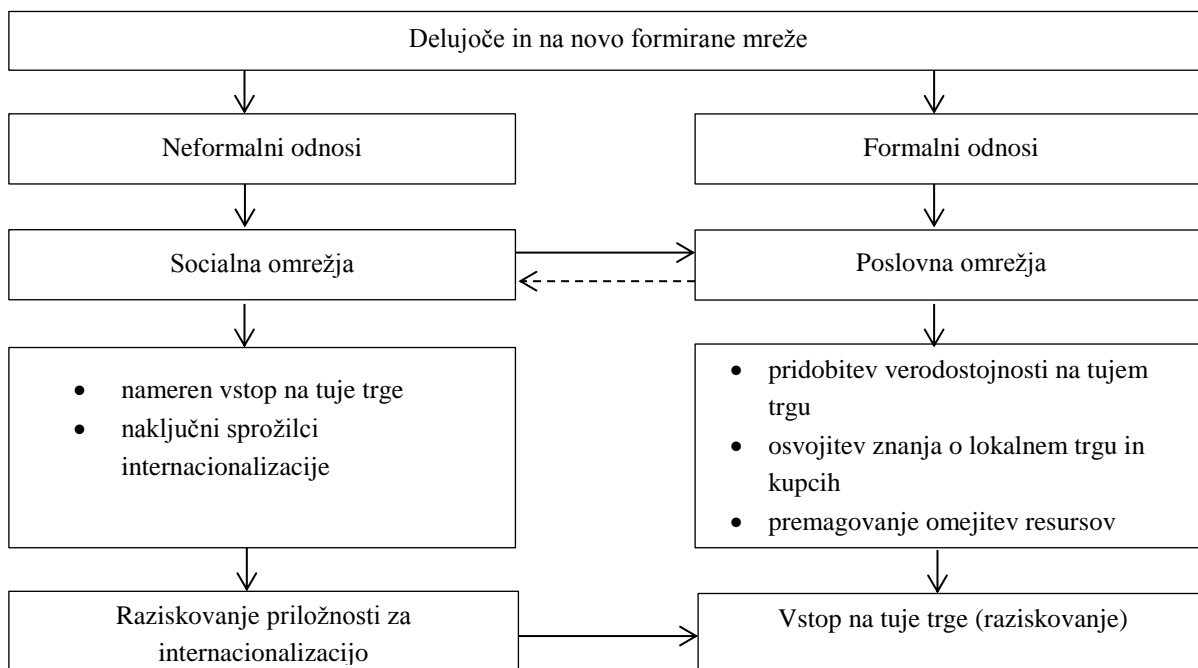 Delujoče in na novo formirane mreže
Neformalni odnosi
Formalni odnosi
Socialna omrežja
Poslovna omrežja
• nameren vstop na tuje trge
• naključni sprožilci
internacionalizacije
• pridobitev verodostojnosti na tujem
trgu
• osvojitev znanja o lokalnem trgu in
kupcih
• premagovanje omejitev resursov
Raziskovanje priložnosti za
internacionalizacijo
Vstop na tuje trge (raziskovanje)